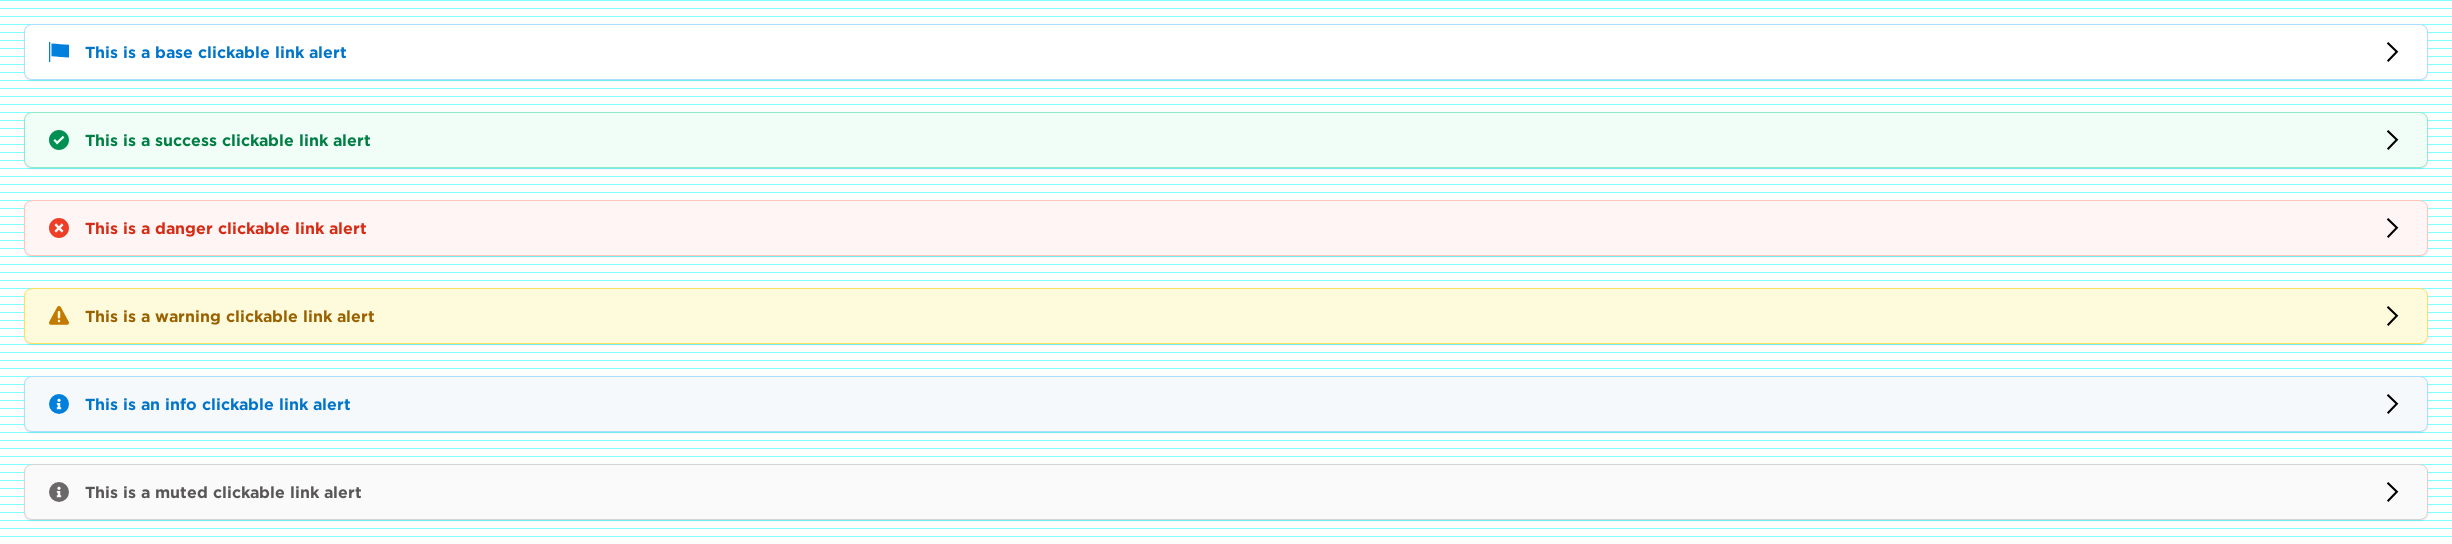 This is a base clickable link alert
This is a success clickable link alert
This is a danger clickable link alert
This is a warning clickable link alert
This is an info clickable link alert
This is a muted clickable link alert